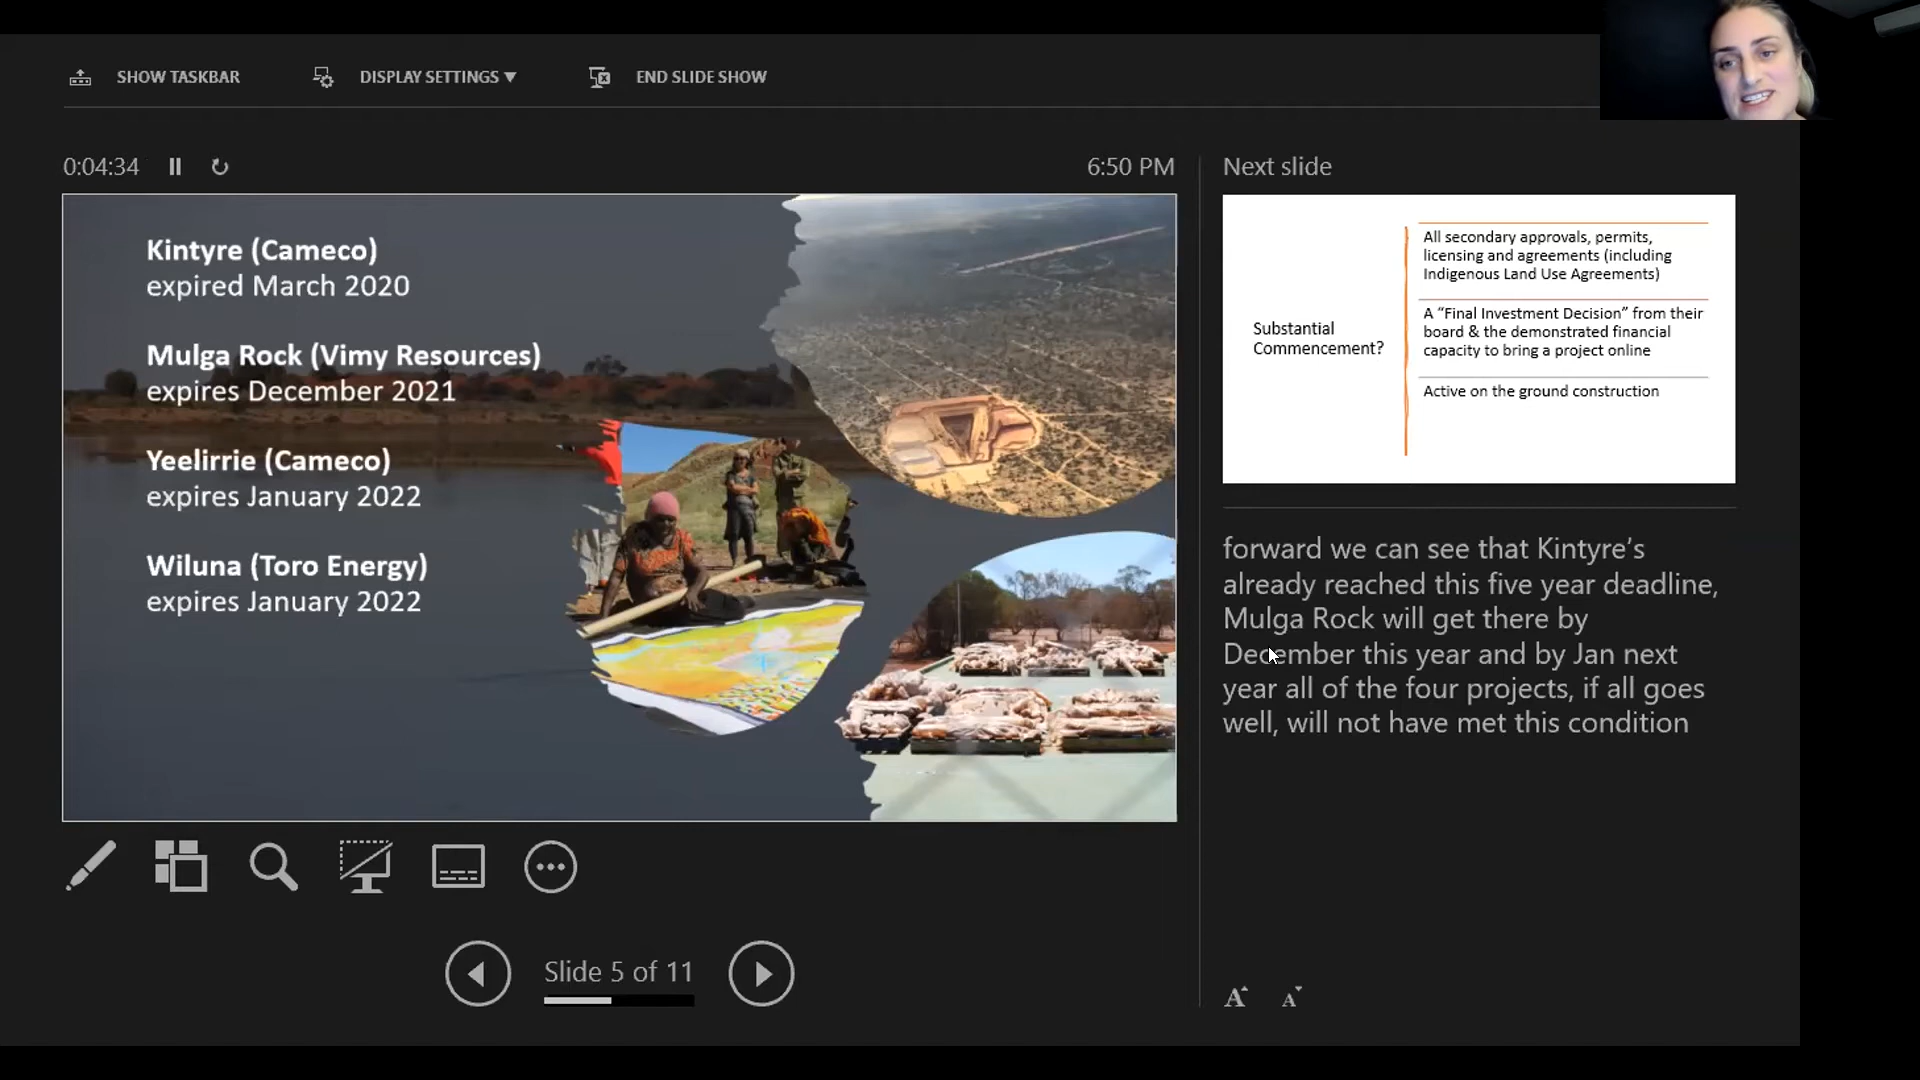 SHOW TASKBAR
DISPLAY SETTINGS ▼
END SLIDE SHOW
0:04:34
6:50 PM
Kintyre (Cameco)
expired March 2020
Mulga Rock (Vimy Resources)
expires December 2021
Yeelirrie (Cameco)
expires January 2022
Wiluna (Toro Energy)
expires January 2022
Slide 5 of 11
Next slide
Substantial
Commencement?
All secondary approvals, permits,
licensing and agreements (including
Indigenous Land Use Agreements)
A “Final Investment Decision” from their
board & the demonstrated financial
capacity to bring a project online
Active on the ground construction
forward we can see that Kintyre’s
already reached this five year deadline,
Mulga Rock will get there by
December this year and by Jan next
year all of the four projects, if all goes
well, will not have met this condition
A
A